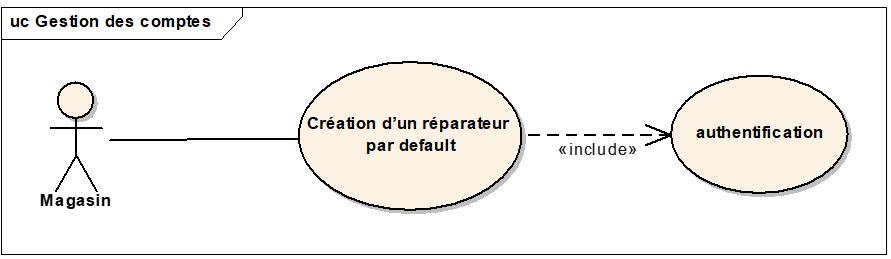 uc Gestion des comptes
Création d'un réparateur
par default
authentification
«include»
Magasin